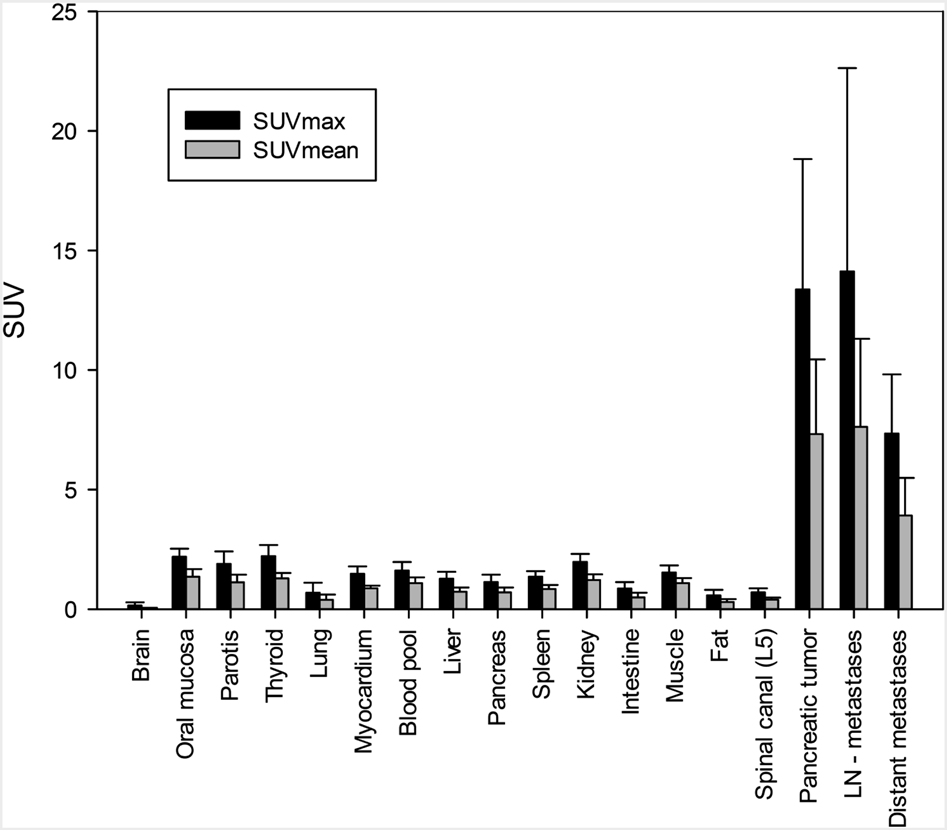 25
20
15
10
5
0
SUV
SUVmax
SUVmean
Brain
Oral mucosa
Parotis
Thyroid
Lung
Myocardium
Blood pool
Liver
Pancreas
Spleen
Kidney
Intestine
Muscle
Fat
Spinal canal (L5)
Pancreatic tumor
LN - metastases
Distant metastases